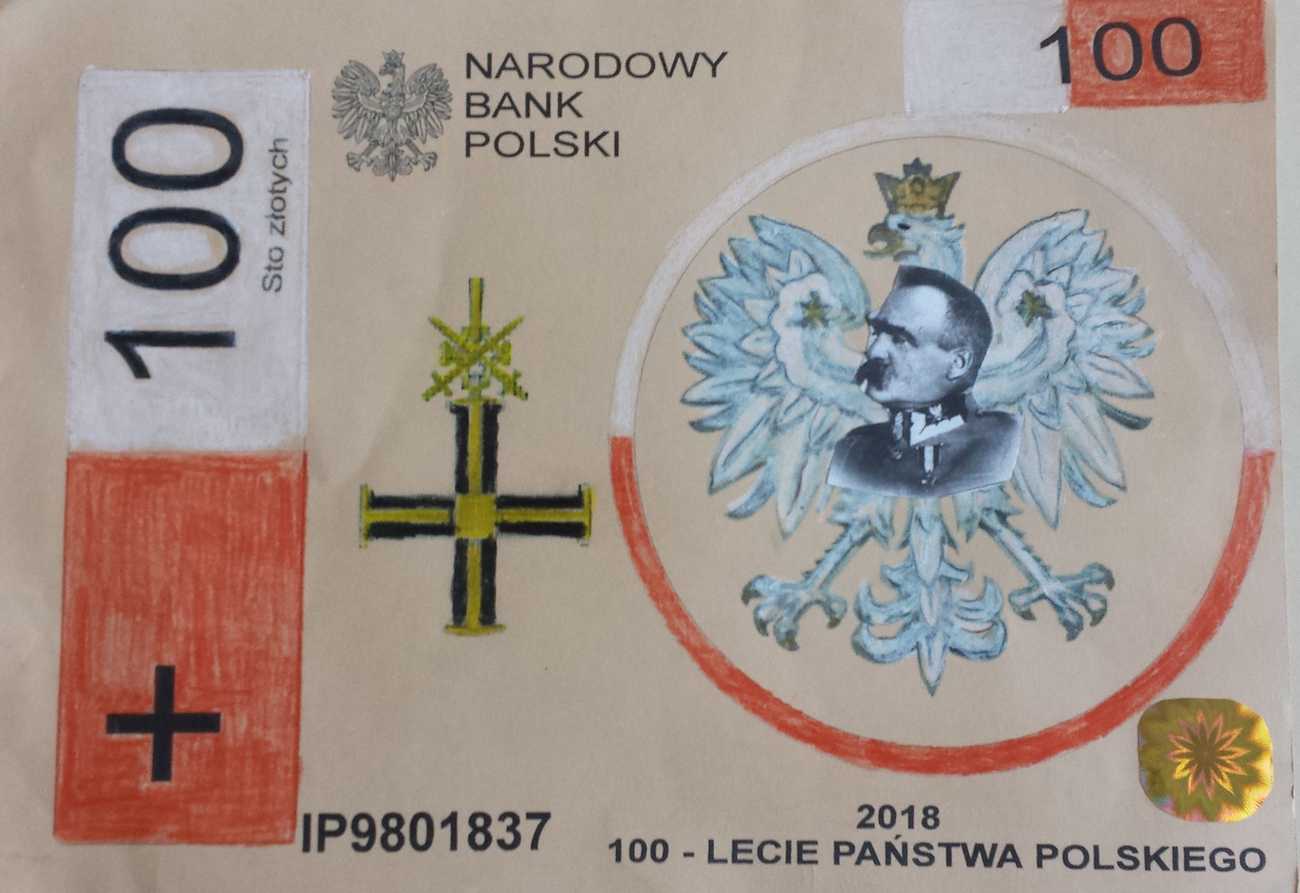 NARODOWY
BANK
POLSKI
100
100
Sto złotych
+
IP9801837
2018
100 - LECIE PAŃSTWA POLSKIEGO